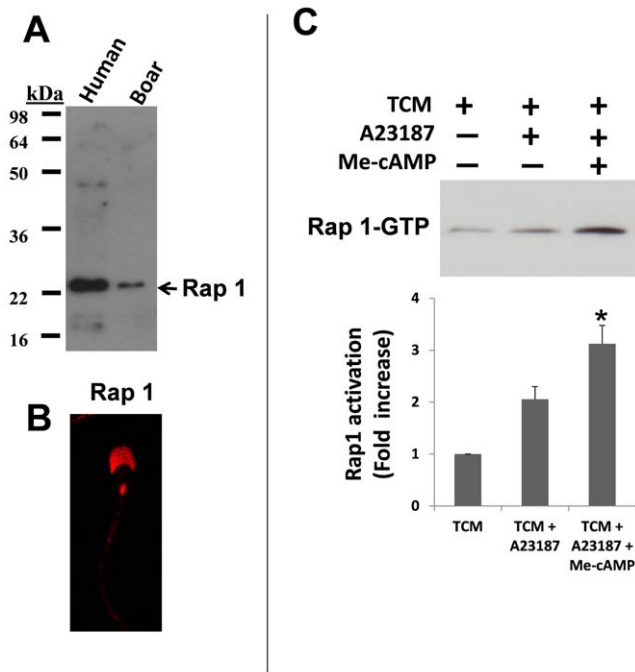 A
kDa
Human
Boar
98
64
50
36
22
16
Rap 1
Rap 1
B
C
TCM + + +
A23187 – + +
Me-cAMP – – +
Rap 1-GTP
Rap1 activation
(Fold increase)
4
3
2
1
0
*
TCM
TCM +
A23187
TCM +
A23187 +
Me-cAMP